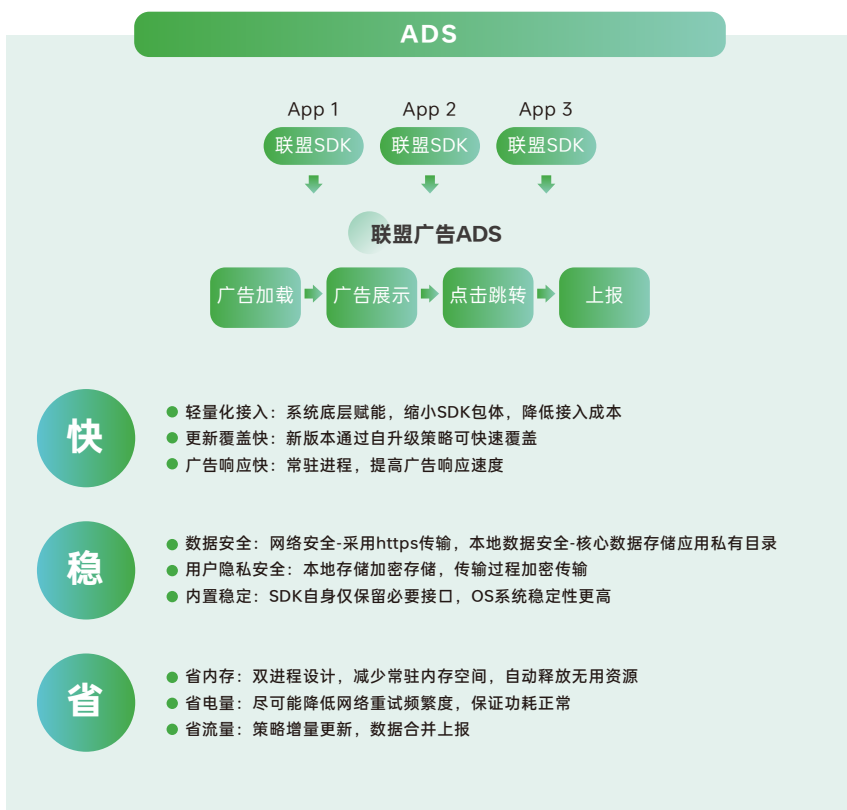 ADS
App 1 App 2 App 3
联盟SDK 联盟SDK 联盟SDK
联盟广告ADS
广告加载 广告展示 点击跳转 上报
快
轻量化接入：系统底层赋能，缩小SDK包体，降低接入成本
更新覆盖快：新版本通过自升级策略可快速覆盖
广告响应快：常驻进程，提高广告响应速度
稳
数据安全：网络安全-采用https传输，本地数据安全-核心数据存储应用私有目录
用户隐私安全：本地存储加密存储，传输过程加密传输
内置稳定：SDK自身仅保留必要接口，OS系统稳定性更高
省
省内存：双进程设计，减少常驻内存空间，自动释放无用资源
省电量：尽可能降低网络重试频繁度，保证功耗正常
省流量：策略增量更新，数据合并上报